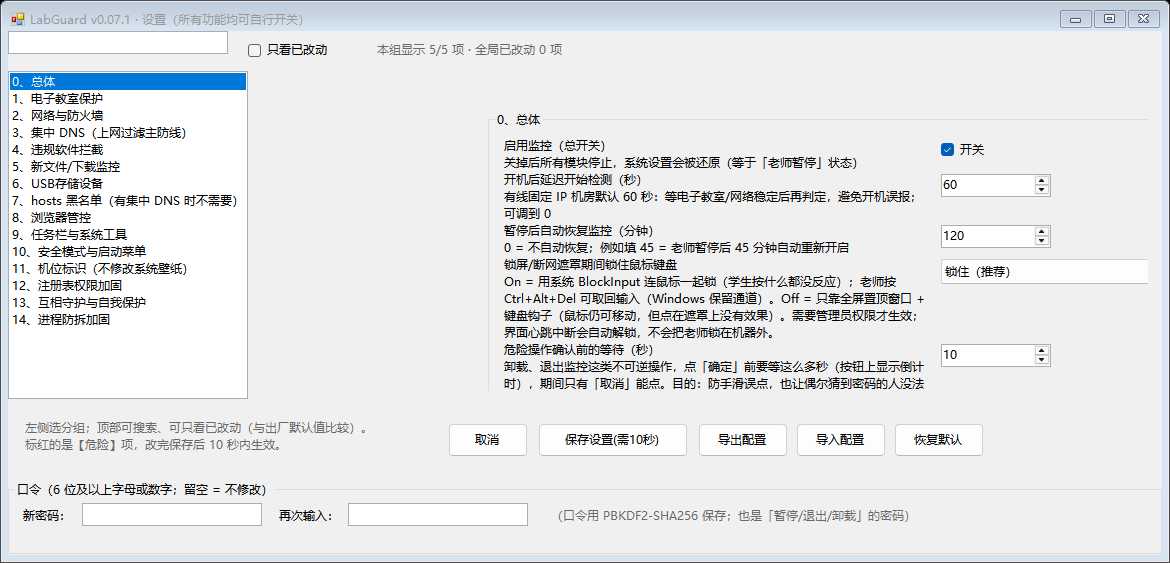 LabGuard v0.07.1 · 设置（所有功能均可自行开关）
只看已改动
本组显示 5/5 项 · 全局已改动 0 项
0、总体
1、电子教室保护
2、网络与防火墙
3、集中 DNS（上网过滤主防线）
4、违规软件拦截
5、新文件/下载监控
6、USB存储设备
7、hosts 黑名单（有集中 DNS 时不需要）
8、浏览器管控
9、任务栏与系统工具
10、安全模式与启动菜单
11、机位标识（不修改系统壁纸）
12、注册表权限加固
13、互相守护与自我保护
14、进程防拆加固
0、总体
启用监控（总开关）
开关
关掉后所有模块停止，系统设置会被还原（等于「老师暂停」状态）
开机后延迟开始检测（秒）
60
有线固定 IP 机房默认 60 秒：等电子教室/网络稳定后再判定，避免开机误报；
可调到 0
暂停后自动恢复监控（分钟）
120
0 = 不自动恢复；例如填 45 = 老师暂停后 45 分钟自动重新开启
锁屏/断网遮罩期间锁住鼠标键盘
锁住（推荐）
On = 用系统 BlockInput 连鼠标一起锁（学生按什么都没反应）；老师按
Ctrl+Alt+Del 可取回输入（Windows 保留通道）。Off = 只靠全屏置顶窗口 +
键盘钩子（鼠标仍可移动，但点在遮罩上没有效果）。需要管理员权限才生效；
界面心跳中断会自动解锁，不会把老师锁在机器外。
危险操作确认前的等待（秒）
10
卸载、退出监控这类不可逆操作，点「确定」前要等这么多秒（按钮上显示倒计
时），期间只有「取消」能点。目的：防手滑误点，也让偶尔猜到密码的人没法
左侧选分组；顶部可搜索、可只看已改动（与出厂默认值比较）。
标红的是【危险】项，改完保存后 10 秒内生效。
取消
保存设置(需10秒)
导出配置
导入配置
恢复默认
口令（6 位及以上字母或数字；留空 = 不修改）
新密码：
再次输入：
（口令用 PBKDF2-SHA256 保存；也是「暂停/退出/卸载」的密码）